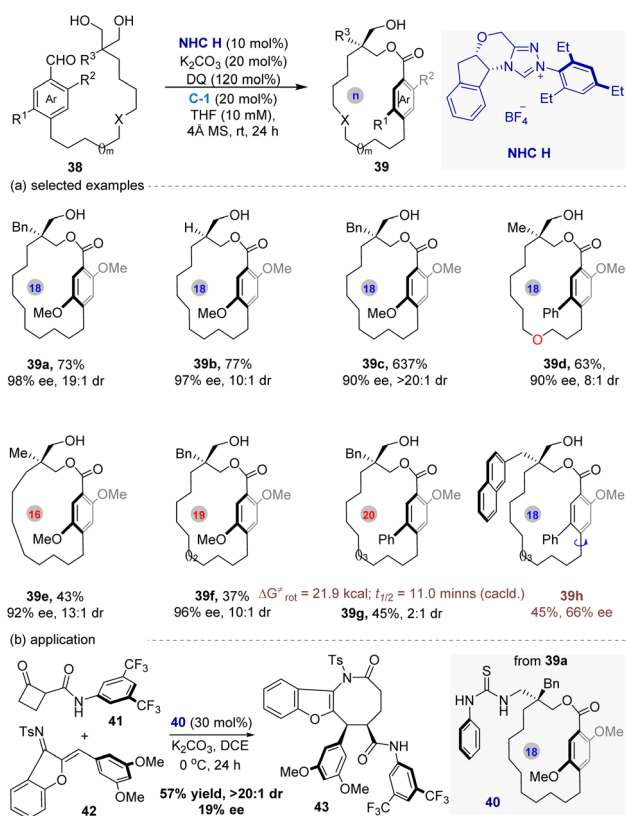 HO OH
CHO R³
R²
Ar
R¹
X
( )m
38
NHC H (10 mol%)
K₂CO₃ (20 mol%)
DQ (120 mol%)
C-1 (20 mol%)
THF (10 mM),
4Å MS, rt, 24 h
R³ OH
O O
R²
n Ar
R¹
X
( )m
39
O N Et
N N⁺
Et Et
BF₄⁻
NHC H
(a) selected examples
Bn OH
O O
OMe
18
MeO
39a, 73%
98% ee, 19:1 dr
H OH
O O
OMe
18
MeO
39b, 77%
97% ee, 10:1 dr
OH
O O
OMe
18
MeO
39c, 637%
90% ee, >20:1 dr
Me OH
O O
OMe
18
Ph
O
39d, 63%,
90% ee, 8:1 dr
Me OH
O O
OMe
16
MeO
39e, 43%
92% ee, 13:1 dr
Bn OH
O O
OMe
19
MeO
( )2
39f, 37%
96% ee, 10:1 dr
Bn OH
O O
OMe
20
Ph
( )3
39g, 45%, 2:1 dr
OH
O O
OMe
18
Ph
( )3
ΔG≠rot = 21.9 kcal; t1/2 = 11.0 minns (cacld.)
39h
45%, 66% ee
(b) application
O O CF₃
N
H CF₃
41
+
TsN OMe
O OMe
42
40 (30 mol%)
K₂CO₃, DCE
0 °C, 24 h
57% yield, >20:1 dr
19% ee
Ts O
N
O
NH
O
MeO
OMe
F₃C CF₃
43
from 39a
S Bn
N N O O
H H
OMe
18
MeO
40